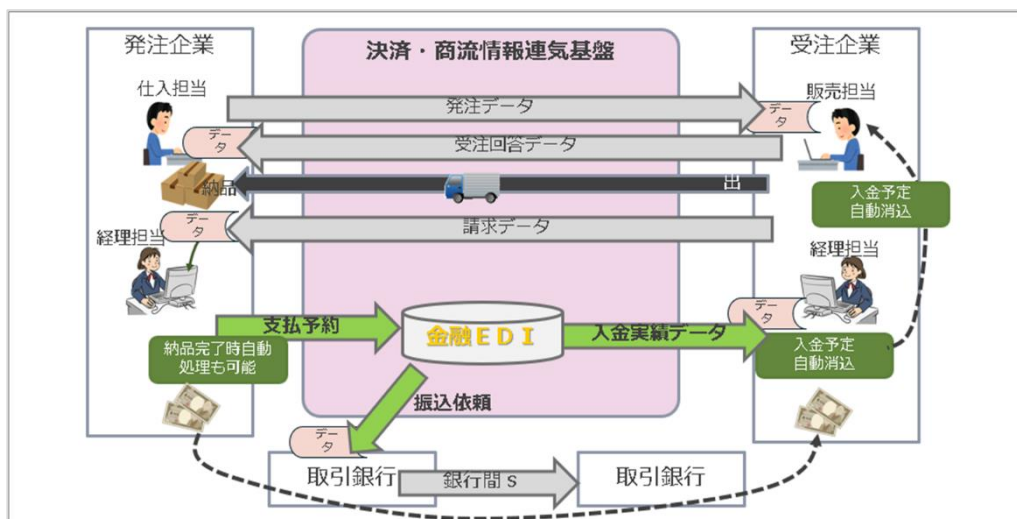 発注企業
決済・商流情報連気基盤
受注企業
仕入担当
販売担当
発注データ
デー
タ
デー
タ
受注回答データ
納品
出
入金予定
自動消込
デー
タ
請求データ
経理担当
経理担当
デー
タ
支払予約
金融EDI
入金実績データ
納品完了時自動
処理も可能
入金予定
自動消込
振込依頼
デー
タ
取引銀行
銀行間s
取引銀行